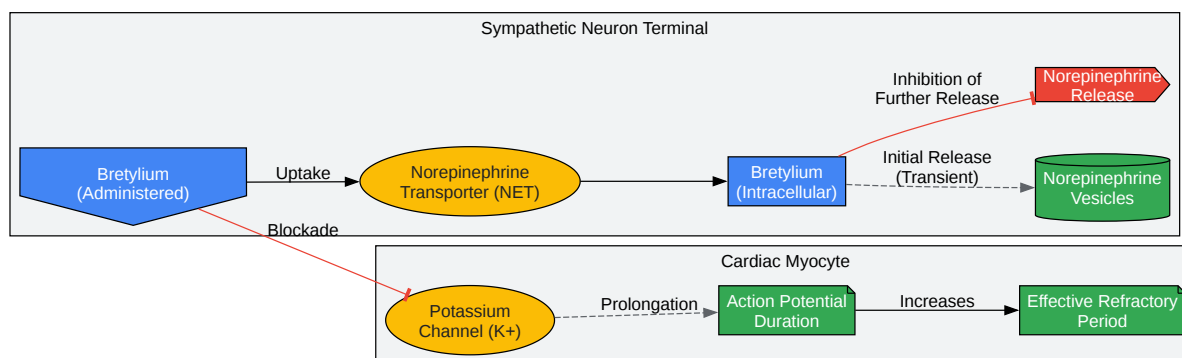 Sympathetic Neuron Terminal
Inhibition of
Further Release
Norepinephrine
Release
Bretylium
(Administered)
Uptake
Norepinephrine
Transporter (NET)
Bretylium
(Intracellular)
Initial Release
(Transient)
Norepinephrine
Vesicles
Blockade
Cardiac Myocyte
Potassium
Channel (K+)
Prolongation
Action Potential
Duration
Increases
Effective Refractory
Period